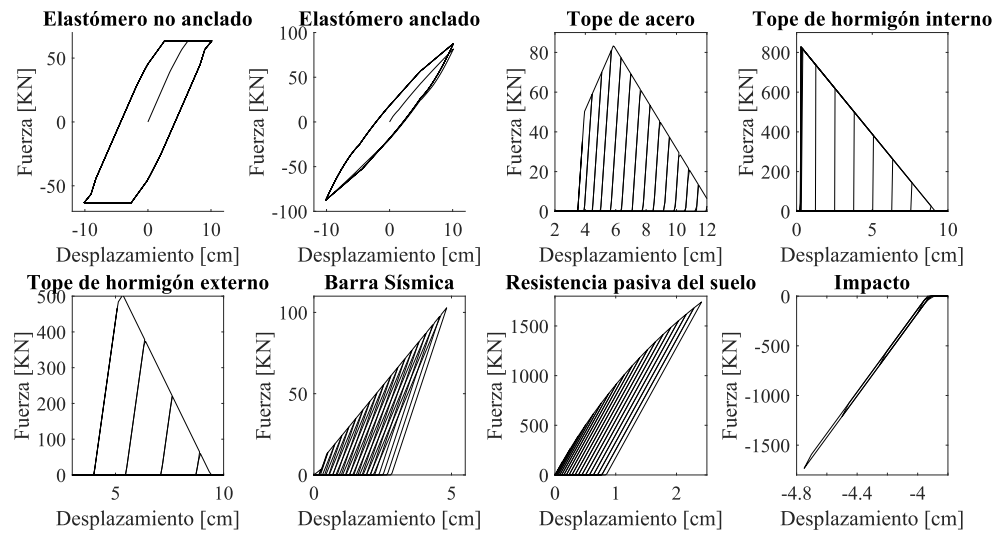 Elastómero no anclado
50
0
-50
Fuerza [KN]
-10 0 10
Desplazamiento [cm]
Elastómero anclado
100
50
0
-50
-100
Fuerza [KN]
-10 0 10
Desplazamiento [cm]
Tope de acero
80
60
40
20
0
Fuerza [KN]
2 4 6 8 10 12
Desplazamiento [cm]
Tope de hormigón interno
800
600
400
200
0
Fuerza [KN]
0 5 10
Desplazamiento [cm]
Tope de hormigón externo
500
400
300
200
100
0
Fuerza [KN]
5 10
Desplazamiento [cm]
Barra Sísmica
100
50
0
Fuerza [KN]
0 5
Desplazamiento [cm]
Resistencia pasiva del suelo
1500
1000
500
0
Fuerza [KN]
0 1 2
Desplazamiento [cm]
Impacto
0
-500
-1000
-1500
Fuerza [KN]
-4.8 -4.4 -4
Desplazamiento [cm]